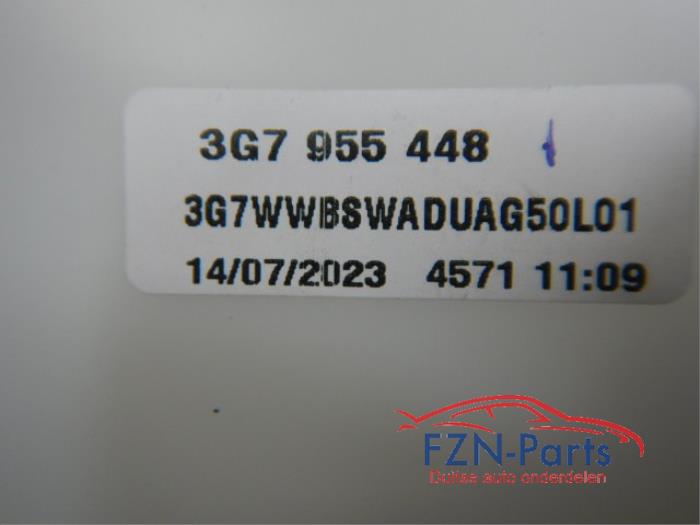 3G7 955 448
3G7WWBSWADUAG50L01
14/07/2023 4571 11:09
FZN-Parts
Duitse auto onderdelen